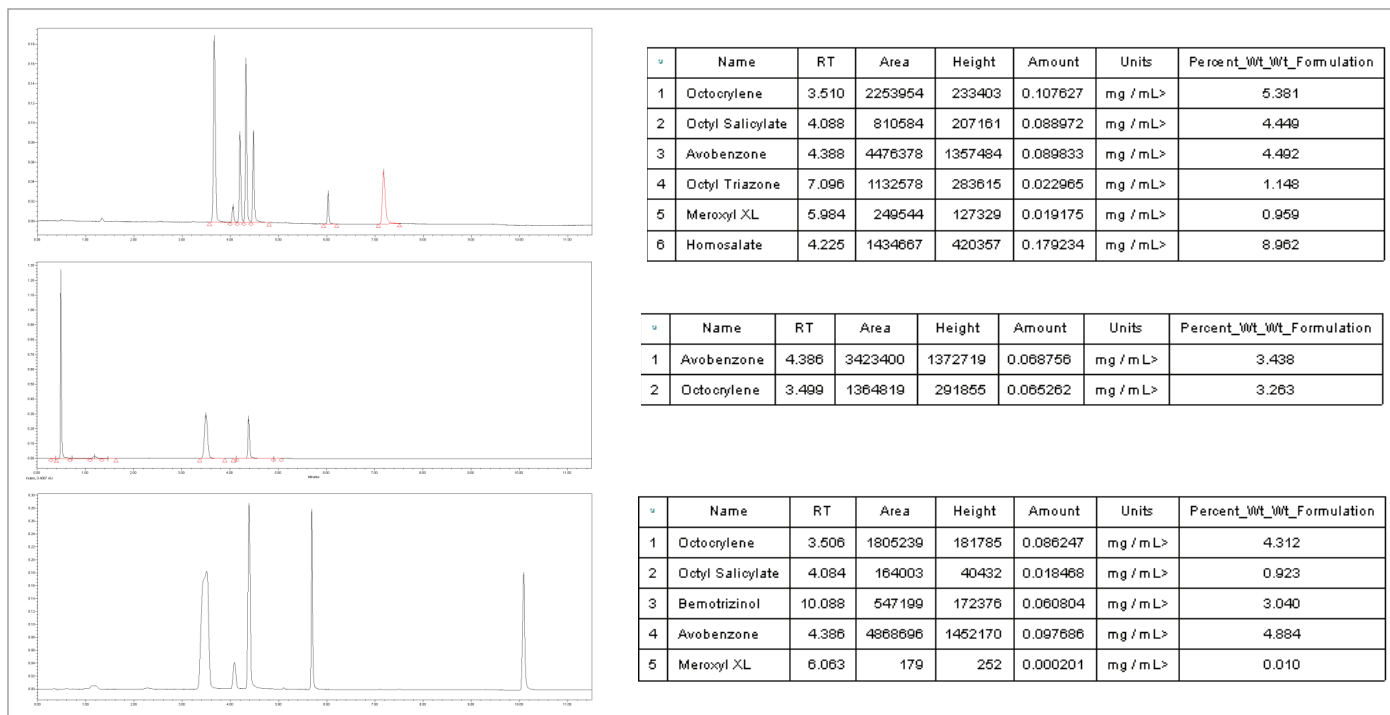 Name RT Area Height Amount Units Percent_Wt_Wt_Formulation
1 Octocrylene 3.510 2253954 233403 0.107627 mg / mL> 5.381
2 Octyl Salicylate 4.088 810584 207161 0.088972 mg / mL> 4.449
3 Avobenzone 4.388 4476378 1357484 0.089833 mg / mL> 4.492
4 Octyl Triazone 7.096 1132578 283615 0.022965 mg / mL> 1.148
5 Meroxyl XL 5.984 249544 127329 0.019175 mg / mL> 0.959
6 Homosalate 4.225 1434667 420357 0.179234 mg / mL> 8.962
Name RT Area Height Amount Units Percent_Wt_Wt_Formulation
1 Avobenzone 4.386 3423400 1372719 0.068756 mg / mL> 3.438
2 Octocrylene 3.499 1364819 291855 0.065262 mg / mL> 3.263
Name RT Area Height Amount Units Percent_Wt_Wt_Formulation
1 Octocrylene 3.506 1805239 181785 0.086247 mg / mL> 4.312
2 Octyl Salicylate 4.084 164003 40432 0.018468 mg / mL> 0.923
3 Bemotrizinol 10.088 547199 172376 0.060804 mg / mL> 3.040
4 Avobenzone 4.386 4868696 1452170 0.097686 mg / mL> 4.884
5 Meroxyl XL 6.063 179 252 0.000201 mg / mL> 0.010